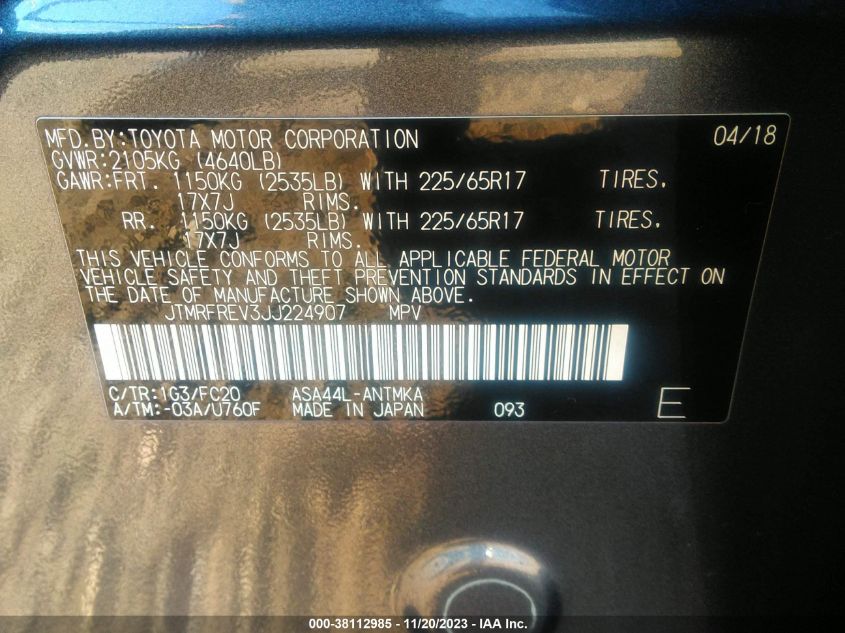 MFD.BY:TOYOTA MOTOR CORPORATION 04/18
GVWR:2105KG (4640LB)
GAWR:FRT. 1150KG (2535LB) WITH 225/65R17 TIRES,
17X7J RIMS.
RR. 1150KG (2535LB) WITH 225/65R17 TIRES,
17X7J RIMS.
THIS VEHICLE CONFORMS TO ALL APPLICABLE FEDERAL MOTOR
VEHICLE SAFETY AND THEFT PREVENTION STANDARDS IN EFFECT ON
THE DATE OF MANUFACTURE SHOWN ABOVE.
JTMRFREV3JJ224907 MPV
C/TR:1G3/FC20 ASA44L-ANTMKA
A/TM:-03A/U760F MADE IN JAPAN 093 E
000-38112985 - 11/20/2023 - IAA Inc.